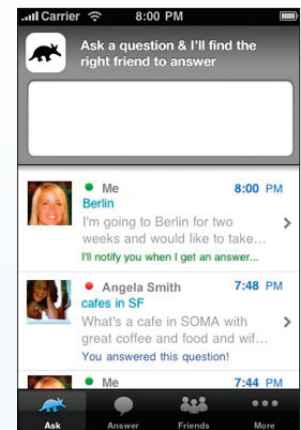 Carrier 8:00 PM
Ask a question & I'll find the
right friend to answer
Me 8:00 PM
Berlin
I'm going to Berlin for two
weeks and would like to take...
I'll notify you when I get an answer...
Angela Smith 7:48 PM
cafes in SF
What's a cafe in SOMA with
great coffee and food and wif...
You answered this question!
Me 7:44 PM
Ask Answer Friends More